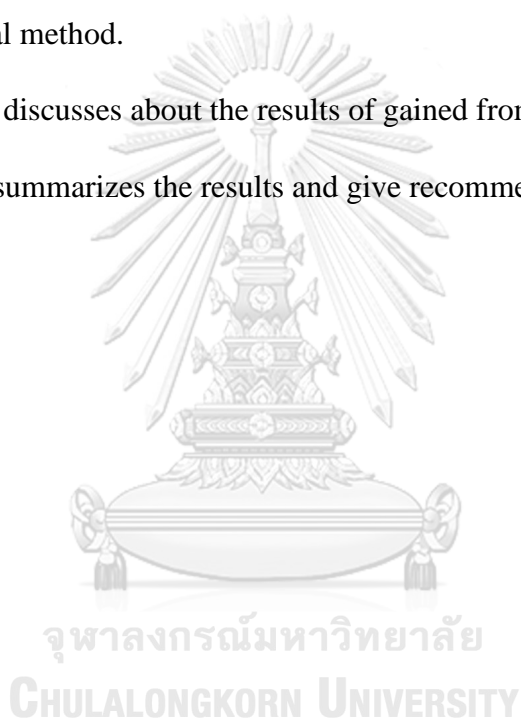 al method.
discusses about the results of gained from
summarizes the results and give recomme
จุฬาลงกรณ์มหาวิทยาลัย
CHULALONGKORN UNIVERSITY